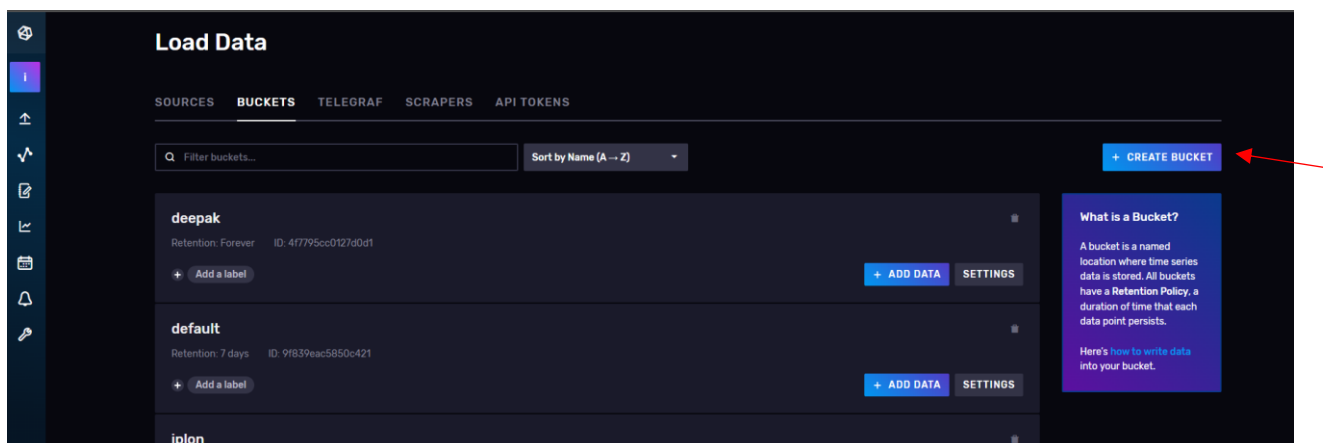 Load Data
i
SOURCES BUCKETS TELEGRAF SCRAPERS API TOKENS
Filter buckets...
Sort by Name (A → Z)
+ CREATE BUCKET
deepak
Retention: Forever ID: 4f7795cc0127d0d1
+ Add a label
+ ADD DATA SETTINGS
default
Retention: 7 days ID: 9f839eac5850c421
+ Add a label
+ ADD DATA SETTINGS
iplon
What is a Bucket?
A bucket is a named
location where time series
data is stored. All buckets
have a Retention Policy, a
duration of time that each
data point persists.
Here's how to write data
into your bucket.